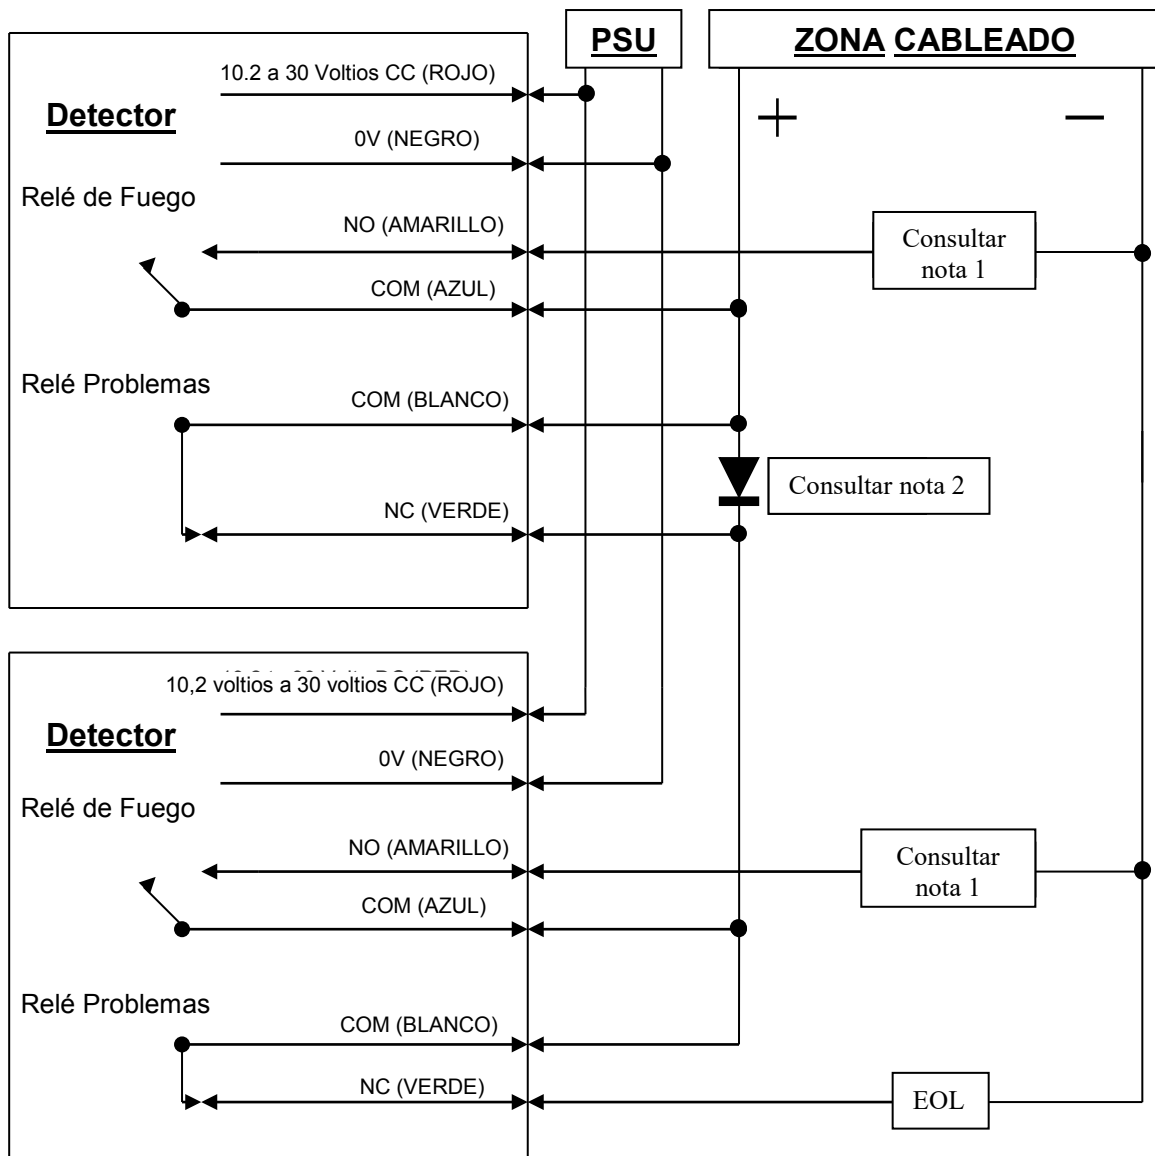 PSU
ZONA CABLEADO
10.2 a 30 Voltios CC (ROJO)
Detector
0V (NEGRO)
Relé de Fuego
NO (AMARILLO)
Consultar
nota 1
COM (AZUL)
Relé Problemas
COM (BLANCO)
Consultar nota 2
NC (VERDE)
10,2 voltios a 30 voltios CC (ROJO)
Detector
0V (NEGRO)
Relé de Fuego
NO (AMARILLO)
Consultar
nota 1
COM (AZUL)
Relé Problemas
COM (BLANCO)
NC (VERDE)
EOL